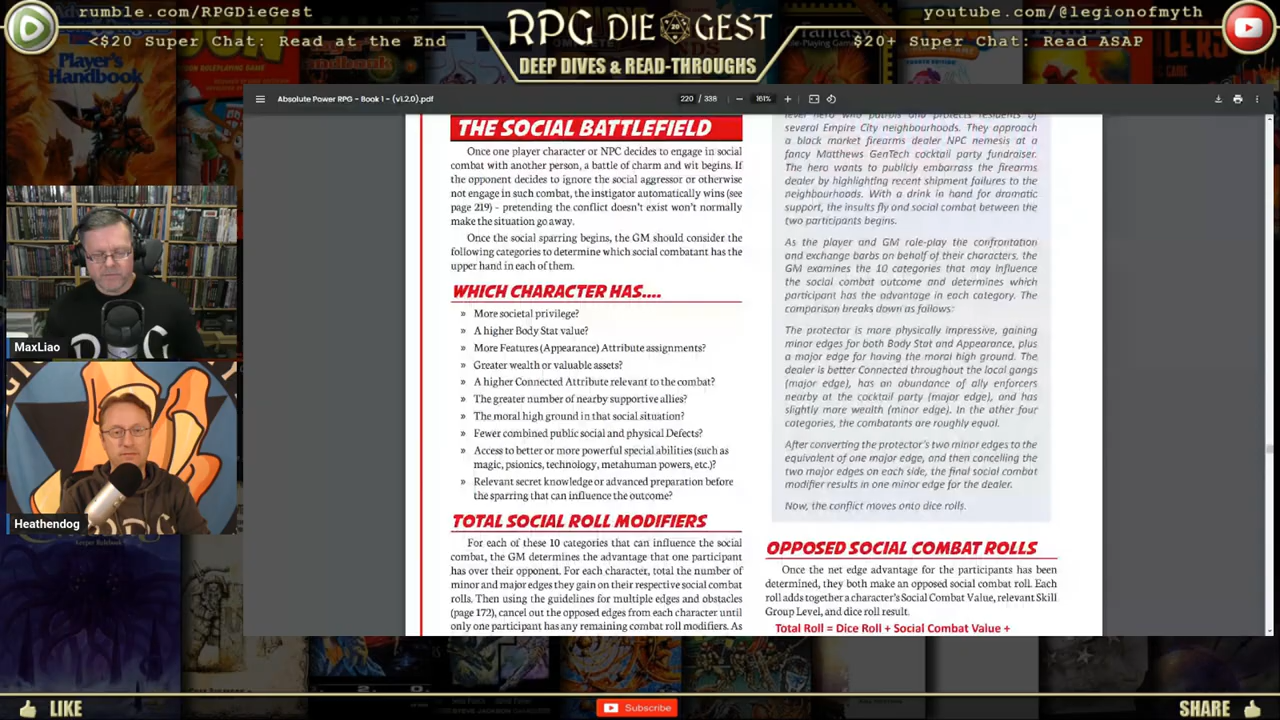 rumble.com/RPGDieGest
<$20 Super Chat: Read at the End
RPG DIE GEST
DEEP DIVES & READ-THROUGHS
youtube.com/@legionofmyth
$20+ Super Chat: Read ASAP
Player's
Handbook
Absolute Power RPG - Book 1 - (v1.2.0).pdf
220 / 338
161%
THE SOCIAL BATTLEFIELD
Once one player character or NPC decides to engage in social
combat with another person, a battle of charm and wit begins. If
the opponent decides to ignore the social aggressor or otherwise
not engage in such combat, the instigator automatically wins (see
page 219) – pretending the conflict doesn't exist won't normally
make the situation go away.
Once the social sparring begins, the GM should consider the
following categories to determine which social combatant has the
upper hand in each of them.
WHICH CHARACTER HAS....
» More societal privilege?
» A higher Body Stat value?
» More Features (Appearance) Attribute assignments?
» Greater wealth or valuable assets?
» A higher Connected Attribute relevant to the combat?
» The greater number of nearby supportive allies?
» The moral high ground in that social situation?
» Fewer combined public social and physical Defects?
» Access to better or more powerful special abilities (such as
magic, psionics, technology, metahuman powers, etc.)?
» Relevant secret knowledge or advanced preparation before
the sparring that can influence the outcome?
TOTAL SOCIAL ROLL MODIFIERS
For each of these 10 categories that can influence the social
combat, the GM determines the advantage that one participant
has over their opponent. For each character, total the number of
minor and major edges they gain on their respective social combat
rolls. Then using the guidelines for multiple edges and obstacles
(page 172), cancel out the opposed edges from each character until
only one participant has any remaining combat roll modifiers. As
level hero who patrols and protects residents of
several Empire City neighbourhoods. They approach
a black market firearms dealer NPC nemesis at a
fancy Matthews GenTech cocktail party fundraiser.
The hero wants to publicly embarrass the firearms
dealer by highlighting recent shipment failures to the
neighbourhoods. With a drink in hand for dramatic
support, the insults fly and social combat between the
two participants begins.
As the player and GM role-play the confrontation
and exchange barbs on behalf of their characters, the
GM examines the 10 categories that may influence
the social combat outcome and determines which
participant has the advantage in each category. The
comparison breaks down as follows:
The protector is more physically impressive, gaining
minor edges for both Body Stat and Appearance, plus
a major edge for having the moral high ground. The
dealer is better Connected throughout the local gangs
(major edge), has an abundance of ally enforcers
nearby at the cocktail party (major edge), and has
slightly more wealth (minor edge). In the other four
categories, the combatants are roughly equal.
After converting the protector's two minor edges to the
equivalent of one major edge, and then cancelling the
two major edges on each side, the final social combat
modifier results in one minor edge for the dealer.
Now, the conflict moves onto dice rolls.
OPPOSED SOCIAL COMBAT ROLLS
Once the net edge advantage for the participants has been
determined, they both make an opposed social combat roll. Each
roll adds together a character's Social Combat Value, relevant Skill
Group Level, and dice roll result.
Total Roll = Dice Roll + Social Combat Value +
MaxLiao
Heathendog
LIKE
Subscribe
SHARE